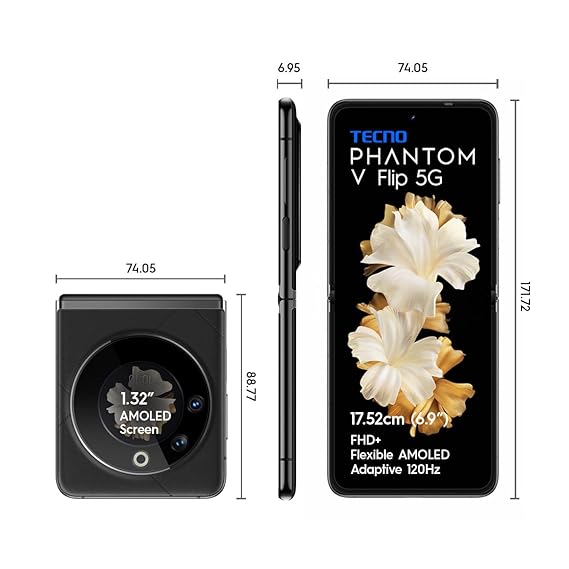 6.95
74.05
TECNO
PHANTOM
V Flip 5G
171.72
17.52cm (6.9")
FHD+
Flexible AMOLED
Adaptive 120Hz
74.05
88.77
1.32”
AMOLED
Screen